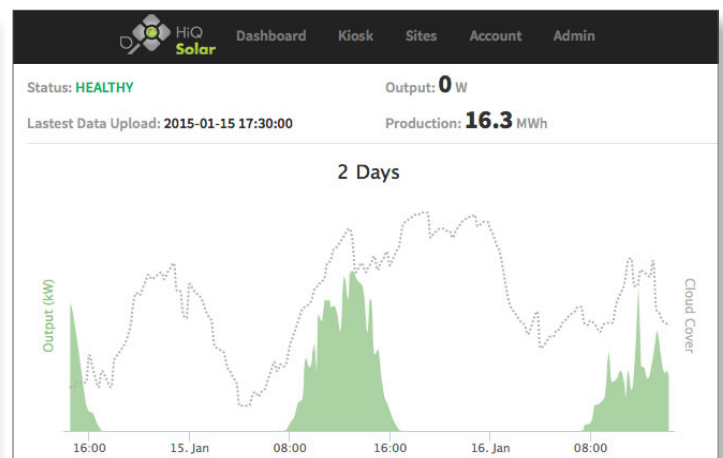 HiQ
Solar
Dashboard Kiosk Sites Account Admin
Status: HEALTHY
Output: 0 W
Lastest Data Upload: 2015-01-15 17:30:00
Production: 16.3 MWh
2 Days
Output (kW)
Cloud Cover
16:00 15. Jan 08:00 16:00 16. Jan 08:00